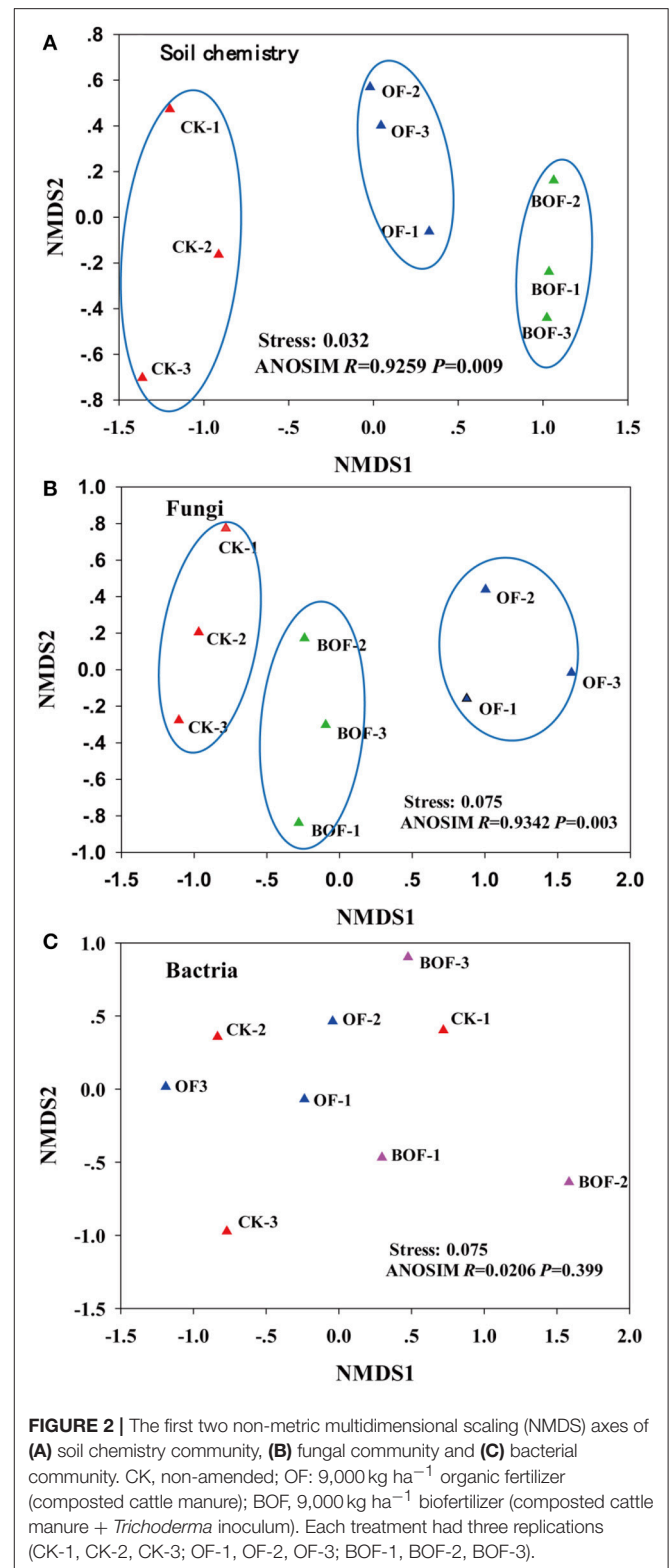 A
Soil chemistry
.8
.6
.4
.2
0.0
-.2
-.4
-.6
-.8
NMDS2
CK-1
CK-2
CK-3
OF-2
OF-3
OF-1
BOF-2
BOF-1
BOF-3
Stress: 0.032
ANOSIM R=0.9259 P=0.009
-1.5 -1.0 -.5 0.0 .5 1.0 1.5
NMDS1
B
Fungi
1.0
.8
.6
.4
.2
0.0
-.2
-.4
-.6
-.8
-1.0
NMDS2
CK-1
CK-2
CK-3
BOF-2
BOF-3
BOF-1
OF-2
OF-3
OF-1
Stress: 0.075
ANOSIM R=0.9342 P=0.003
-1.5 -1.0 -.5 0.0 .5 1.0 1.5 2.0
NMDS1
C
Bactria
1.0
0.5
0.0
-0.5
-1.0
-1.5
NMDS2
BOF-3
CK-2
OF-2
CK-1
OF3
OF-1
BOF-1
BOF-2
CK-3
Stress: 0.075
ANOSIM R=0.0206 P=0.399
-1.5 -1.0 -0.5 0.0 0.5 1.0 1.5 2.0
NMDS1
FIGURE 2 | The first two non-metric multidimensional scaling (NMDS) axes of
(A) soil chemistry community, (B) fungal community and (C) bacterial
community. CK, non-amended; OF: 9,000 kg ha⁻¹ organic fertilizer
(composted cattle manure); BOF, 9,000 kg ha⁻¹ biofertilizer (composted cattle
manure + Trichoderma inoculum). Each treatment had three replications
(CK-1, CK-2, CK-3; OF-1, OF-2, OF-3; BOF-1, BOF-2, BOF-3).